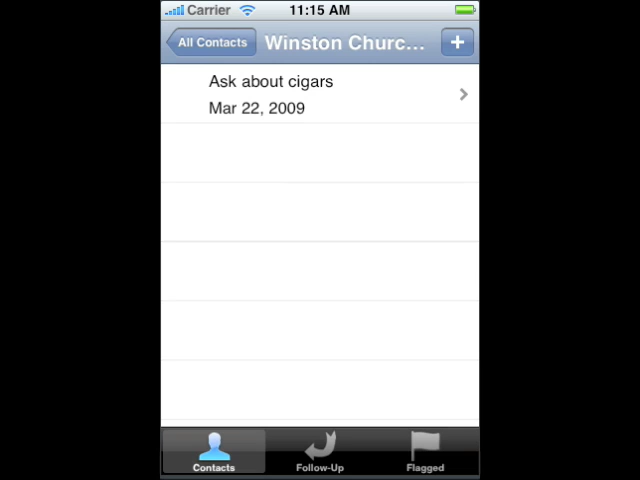 Carrier 11:15 AM
All Contacts Winston Churc... +
Ask about cigars
Mar 22, 2009
Contacts Follow-Up Flagged